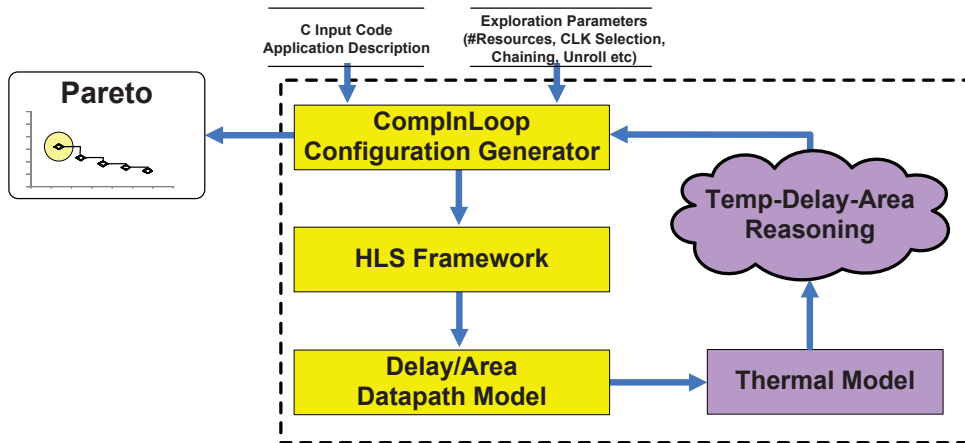 C Input Code
Application Description
Exploration Parameters
(#Resources, CLK Selection,
Chaining, Unroll etc)
Pareto
CompInLoop
Configuration Generator
Temp-Delay-Area
Reasoning
HLS Framework
Delay/Area
Datapath Model
Thermal Model